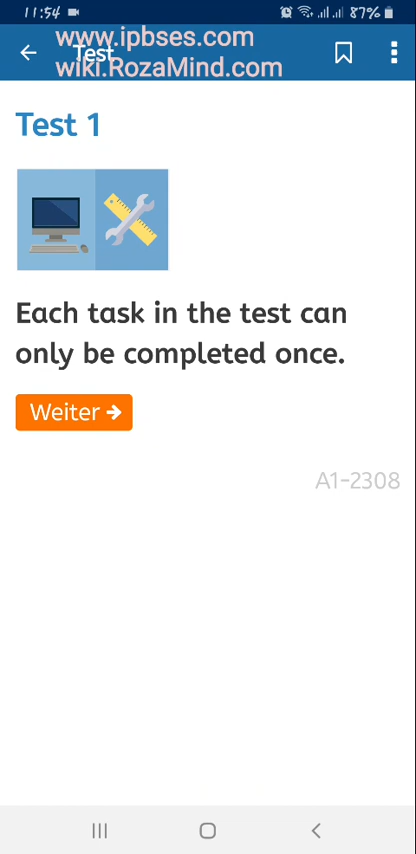 11:54
87%
www.ipbses.com
Test
wiki.RozaMind.com
Test 1
Each task in the test can
only be completed once.
Weiter
A1-2308